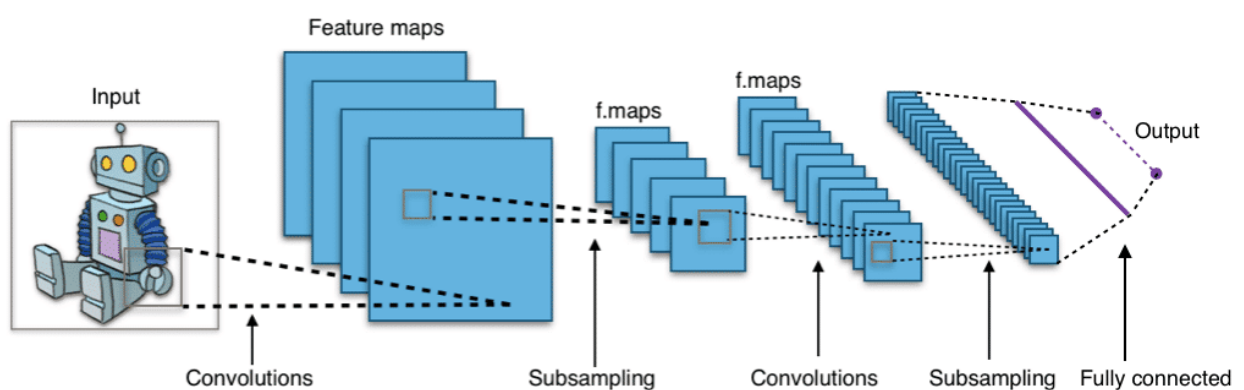 Feature maps
Input
f.maps
f.maps
Output
Convolutions
Subsampling
Convolutions
Subsampling
Fully connected